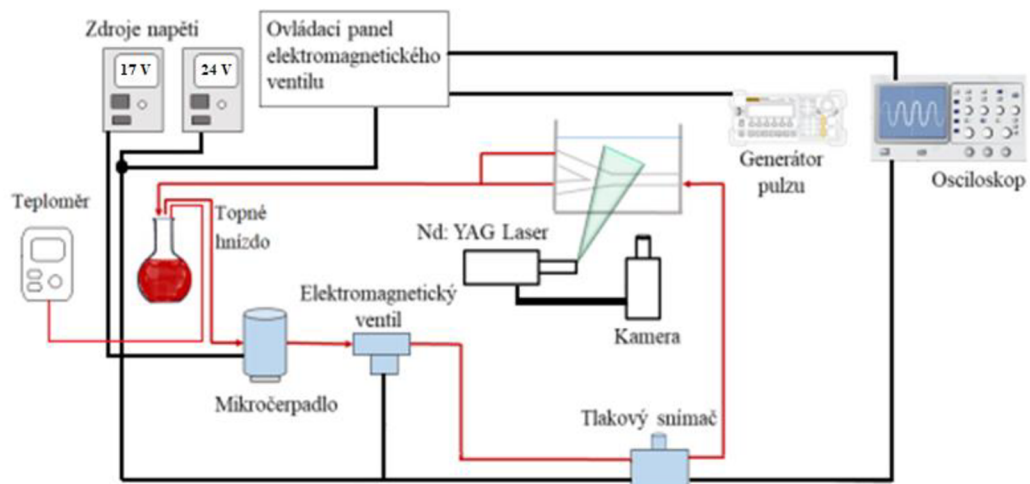 Zdroje napětí
17 V
24 V
Ovládací panel
elektromagnetického
ventilu
Generátor
pulzu
Osciloskop
Teploměr
Topné
hnízdo
Nd: YAG Laser
Kamera
Elektromagnetický
ventil
Mikročerpadlo
Tlakový snímač